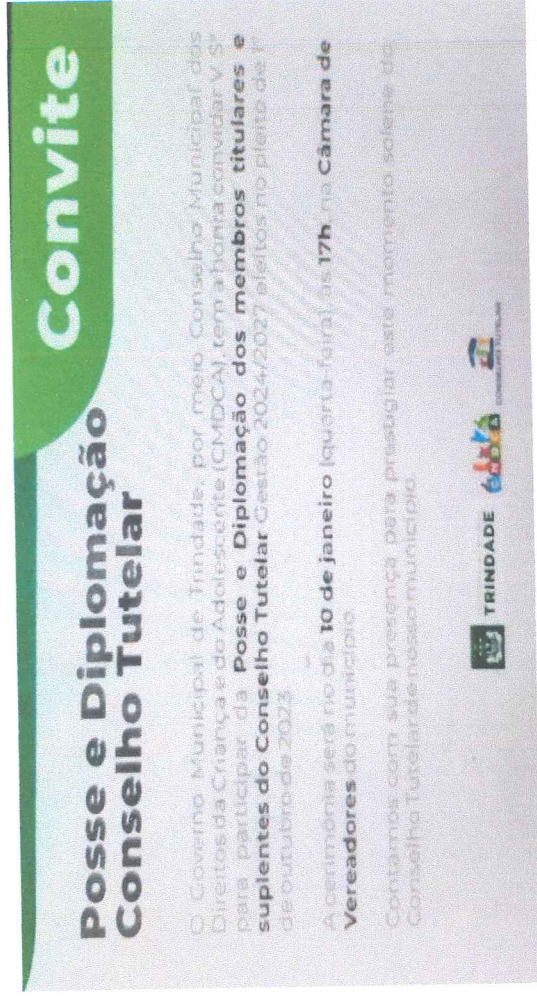 Convite
Posse e Diplomação
Conselho Tutelar
O Governo Municipal de Trindade, por meio Conselho Municipal dos
Direitos da Criança e do Adolescente (CMDCA), tem a honra convidar V. Sª
para participar da Posse e Diplomação dos membros titulares e
suplentes do Conselho Tutelar Gestão 2024/2027 eleitos no pleito de 1º
de outubro de 2023.
A cerimônia será no dia 10 de janeiro (quarta-feira), às 17h, na Câmara de
Vereadores do município.
Contamos com sua presença para prestigiar este momento solene do
Conselho Tutelar de nosso município.
TRINDADE
CMDCA
CONSELHO TUTELAR